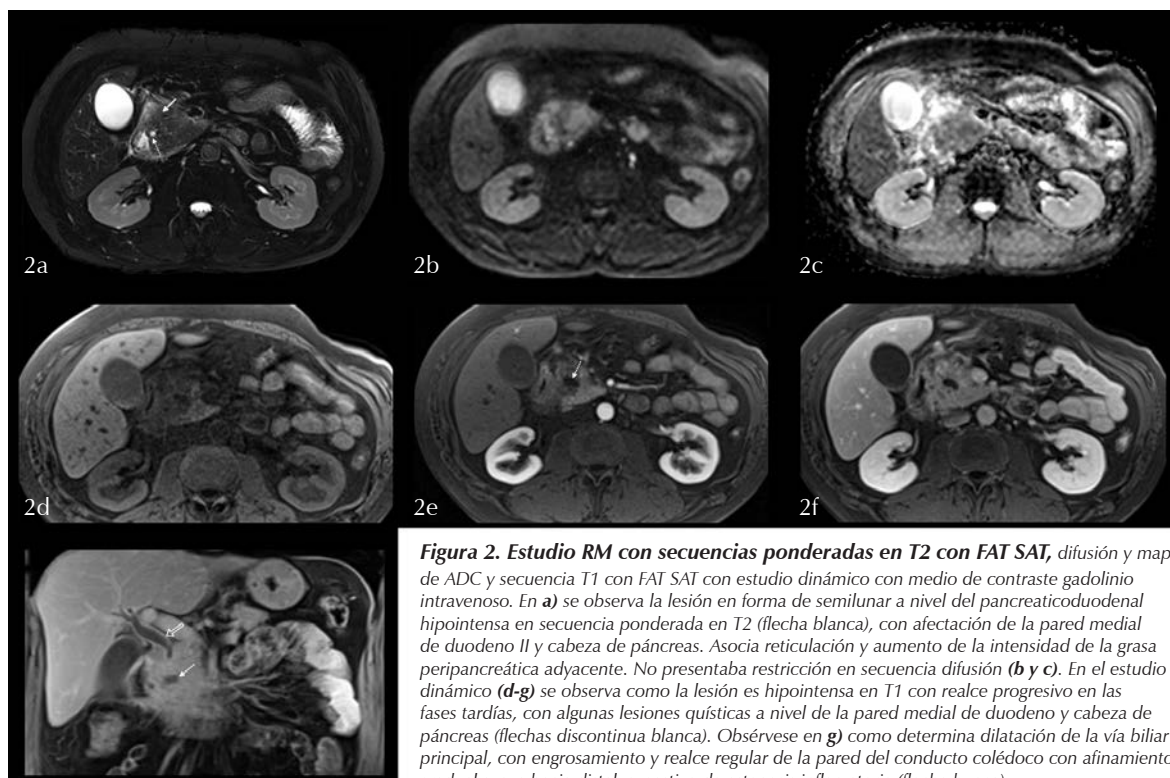 2a
2b
2c
2d
2e
2f
Figura 2. Estudio RM con secuencias ponderadas en T2 con FAT SAT, difusión y map
de ADC y secuencia T1 con FAT SAT con estudio dinámico con medio de contraste gadolinio
intravenoso. En a) se observa la lesión en forma de semilunar a nivel del pancreaticoduodenal
hipointensa en secuencia ponderada en T2 (flecha blanca), con afectación de la pared medial
de duodeno II y cabeza de páncreas. Asocia reticulación y aumento de la intensidad de la grasa
peripancreática adyacente. No presentaba restricción en secuencia difusión (b y c). En el estudio
dinámico (d-g) se observa como la lesión es hipointensa en T1 con realce progresivo en las
fases tardías, con algunas lesiones quísticas a nivel de la pared medial de duodeno y cabeza de
páncreas (flechas discontinua blanca). Obsérvese en g) como determina dilatación de la vía biliar
principal, con engrosamiento y realce regular de la pared del conducto colédoco con afinamiento